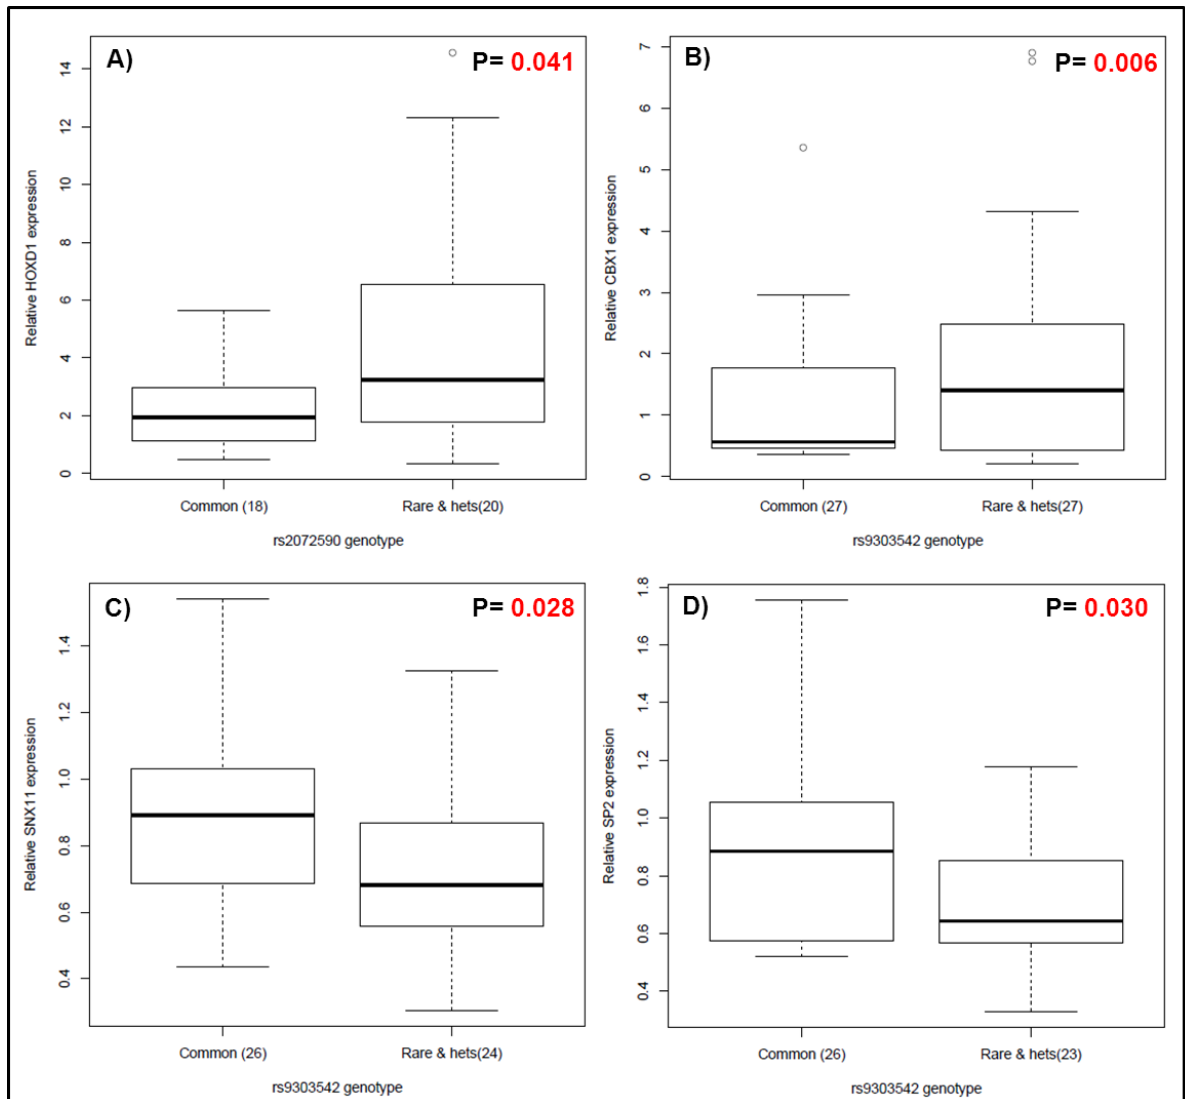 A)
P= 0.041
14
12
10
8
6
4
2
0
Relative HOXD1 expression
Common (18)
Rare & hets(20)
rs2072590 genotype
B)
P= 0.006
7
6
5
4
3
2
1
0
Relative CBX1 expression
Common (27)
Rare & hets(27)
rs9303542 genotype
C)
P= 0.028
1.4
1.2
1.0
0.8
0.6
0.4
Relative SNX11 expression
Common (26)
Rare & hets(24)
rs9303542 genotype
D)
P= 0.030
1.8
1.6
1.4
1.2
1.0
0.8
0.6
0.4
Relative SP2 expression
Common (26)
Rare & hets(23)
rs9303542 genotype